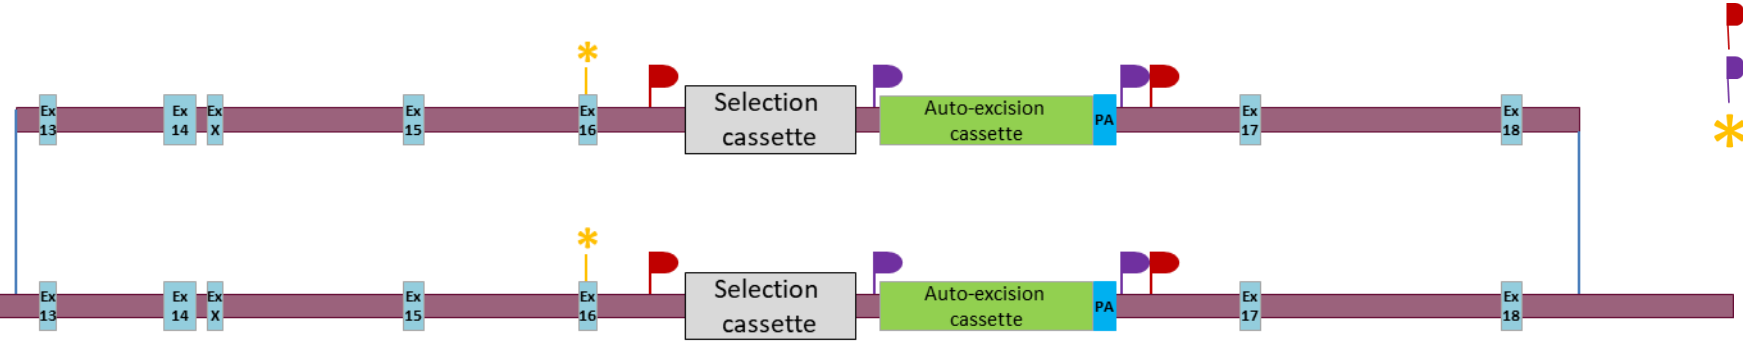 *
Ex
13
Ex
14
Ex
X
Ex
15
Ex
16
Selection
cassette
Auto-excision
cassette
PA
Ex
17
Ex
18
*
*
Ex
13
Ex
14
Ex
X
Ex
15
Ex
16
Selection
cassette
Auto-excision
cassette
PA
Ex
17
Ex
18